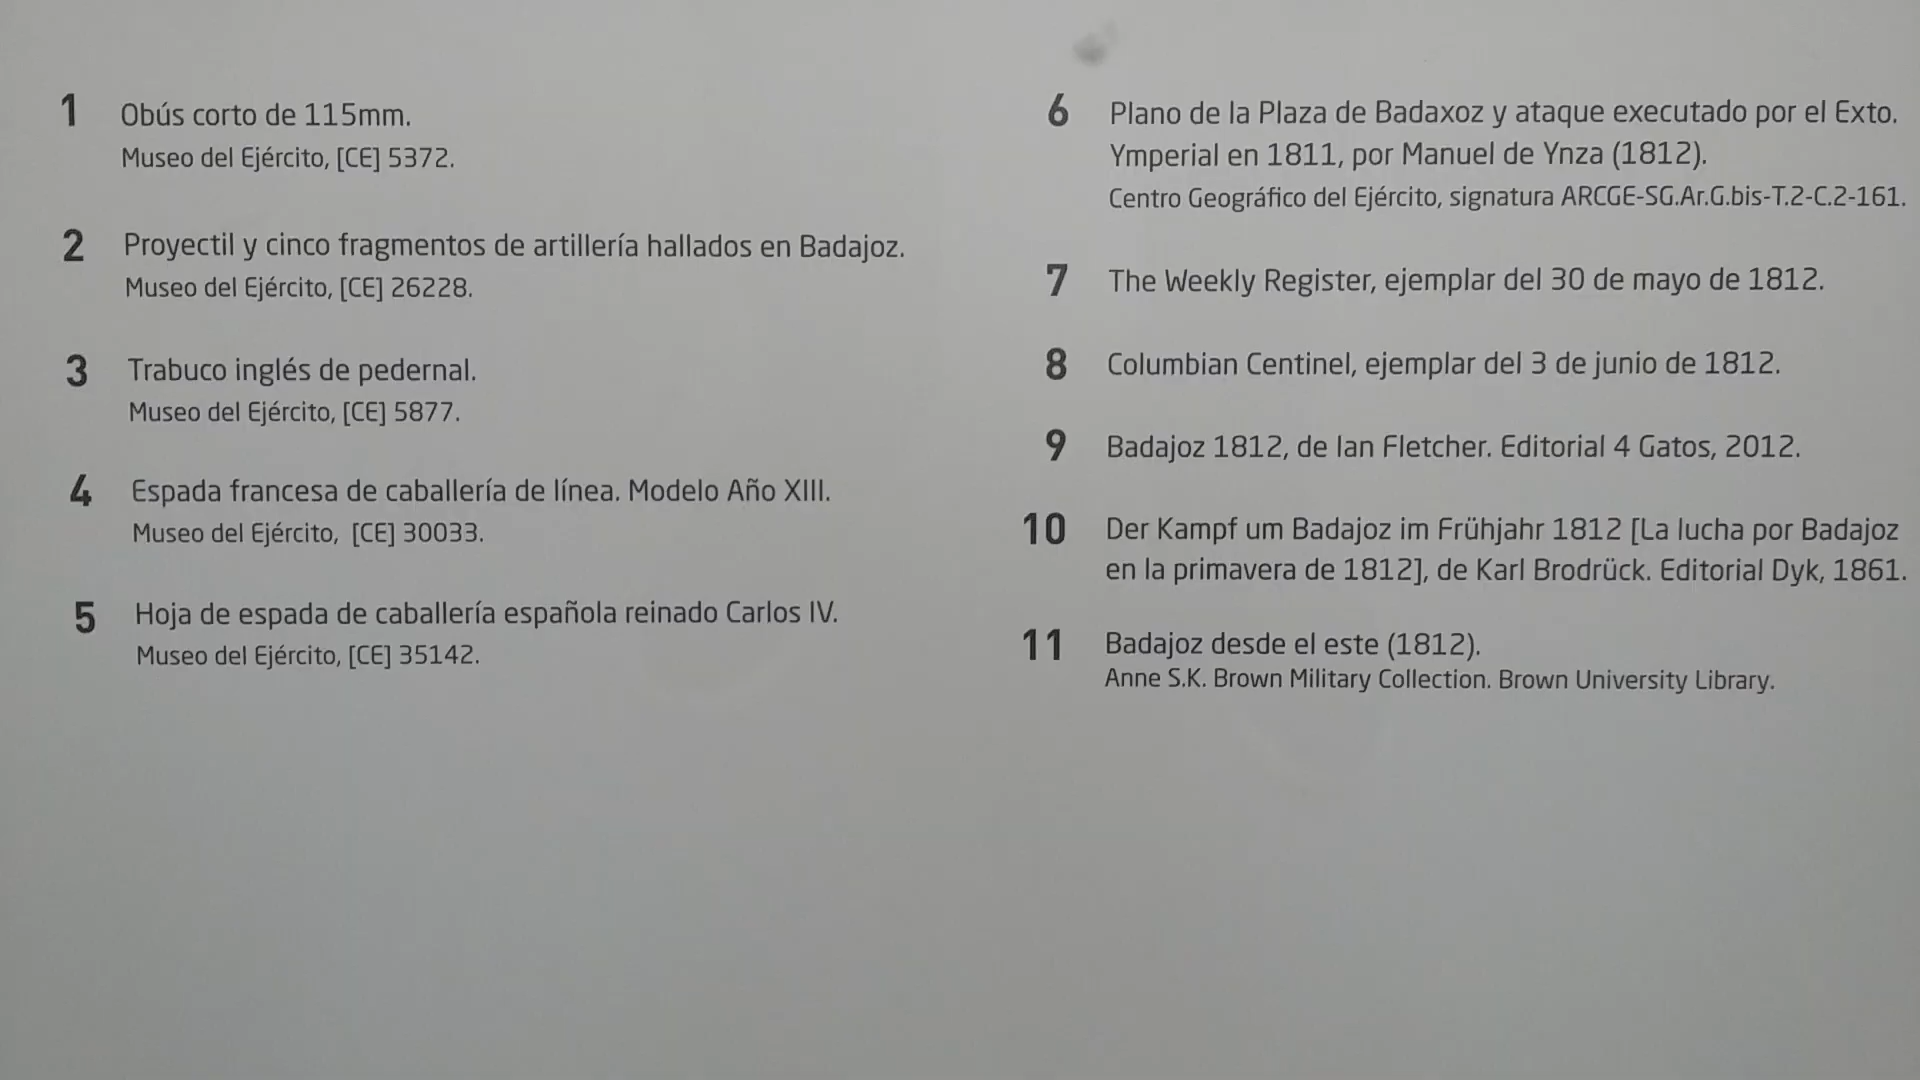 1 Obús corto de 115mm.
Museo del Ejército, [CE] 5372.
2 Proyectil y cinco fragmentos de artillería hallados en Badajoz.
Museo del Ejército, [CE] 26228.
3 Trabuco inglés de pedernal.
Museo del Ejército, [CE] 5877.
4 Espada francesa de caballería de línea. Modelo Año XIII.
Museo del Ejército, [CE] 30033.
5 Hoja de espada de caballería española reinado Carlos IV.
Museo del Ejército, [CE] 35142.
6 Plano de la Plaza de Badaxoz y ataque executado por el Exto.
Ymperial en 1811, por Manuel de Ynza (1812).
Centro Geográfico del Ejército, signatura ARCGE-SG.Ar.G.bis-T.2-C.2-161.
7 The Weekly Register, ejemplar del 30 de mayo de 1812.
8 Columbian Centinel, ejemplar del 3 de junio de 1812.
9 Badajoz 1812, de Ian Fletcher. Editorial 4 Gatos, 2012.
10 Der Kampf um Badajoz im Frühjahr 1812 [La lucha por Badajoz
en la primavera de 1812], de Karl Brodrück. Editorial Dyk, 1861.
11 Badajoz desde el este (1812).
Anne S.K. Brown Military Collection. Brown University Library.